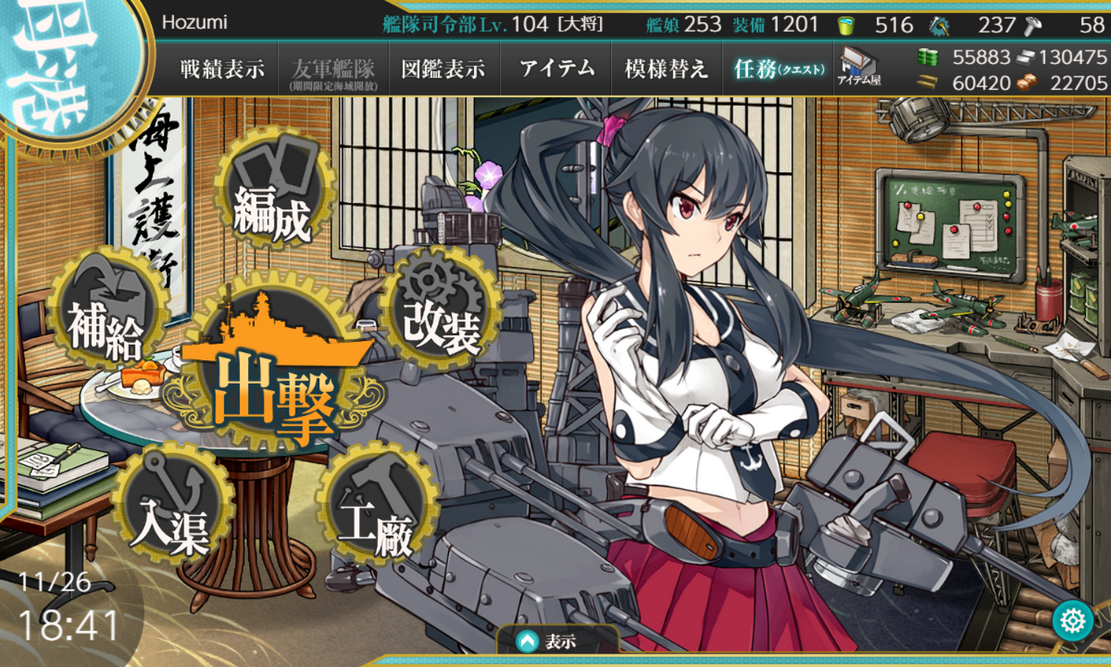 母港
Hozumi
艦隊司令部Lv.104 [大将]
艦娘 253 装備 1201 516 237 58
戦績表示
友軍艦隊
(期間限定海域開放)
図鑑表示
アイテム
模様替え
任務(クエスト)
アイテム屋
55883 130475
60420 22705
海上護衛
編成
補給
改装
出撃
入渠
工廠
11/26
18:41
表示